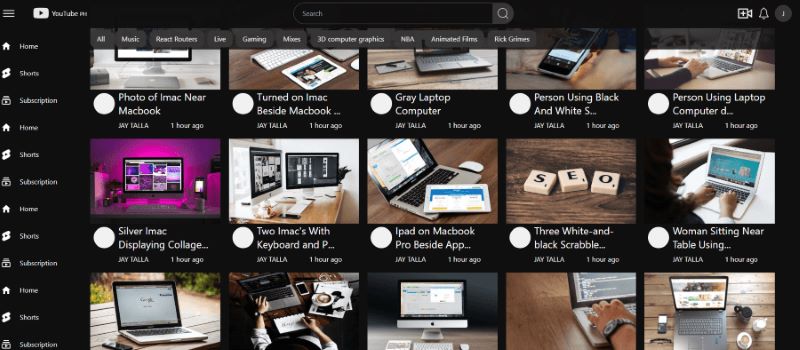 YouTube PH
Search
J
All Music React Routers Live Gaming Mixes 3D computer graphics NBA Animated Films Rick Grimes
Home
Shorts
Subscription
Home
Shorts
Subscription
Home
Shorts
Subscription
Home
Shorts
Subscription
Photo of Imac Near
Macbook
JAY TALLA 1 hour ago
Turned on Imac
Beside Macbook ...
JAY TALLA 1 hour ago
Gray Laptop
Computer
JAY TALLA 1 hour ago
Person Using Black
And White S...
JAY TALLA 1 hour ago
Person Using Laptop
Computer d...
JAY TALLA 1 hour ago
Silver Imac
Displaying Collage...
JAY TALLA 1 hour ago
Two Imac's With
Keyboard and P...
JAY TALLA 1 hour ago
Ipad on Macbook
Pro Beside App...
JAY TALLA 1 hour ago
SEO
Three White-and-
black Scrabble...
JAY TALLA 1 hour ago
Woman Sitting Near
Table Using...
JAY TALLA 1 hour ago
Google